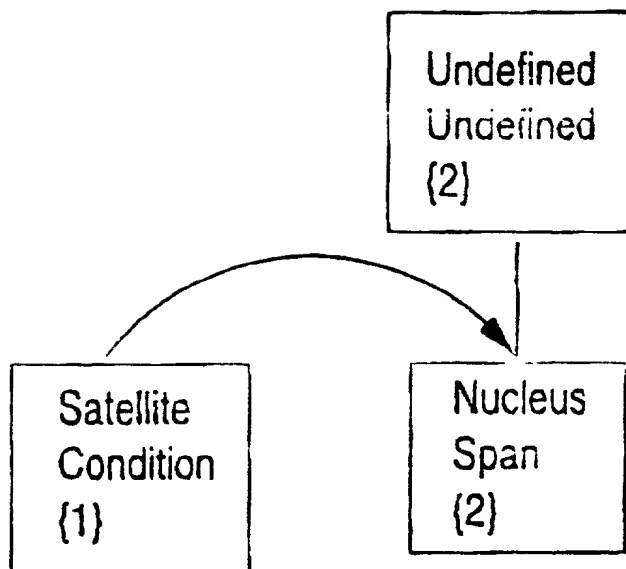 Undefined
Undefined
{2}
Satellite
Condition
{1}
Nucleus
Span
{2}